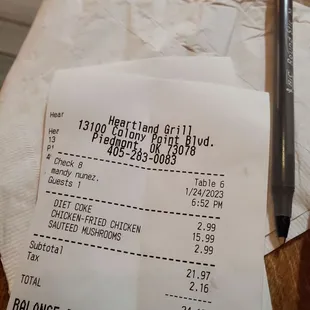 Hear
Heartland Grill
13100 Colony Point Blvd.
Piedmont, OK 73078
405-283-0083
Check 8 Table 6
mandy nunez. 1/24/2023
Guests 1 6:52 PM
DIET COKE 2.99
CHICKEN-FRIED CHICKEN 15.99
SAUTEED MUSHROOMS 2.99
Subtotal 21.97
Tax 2.16
TOTAL